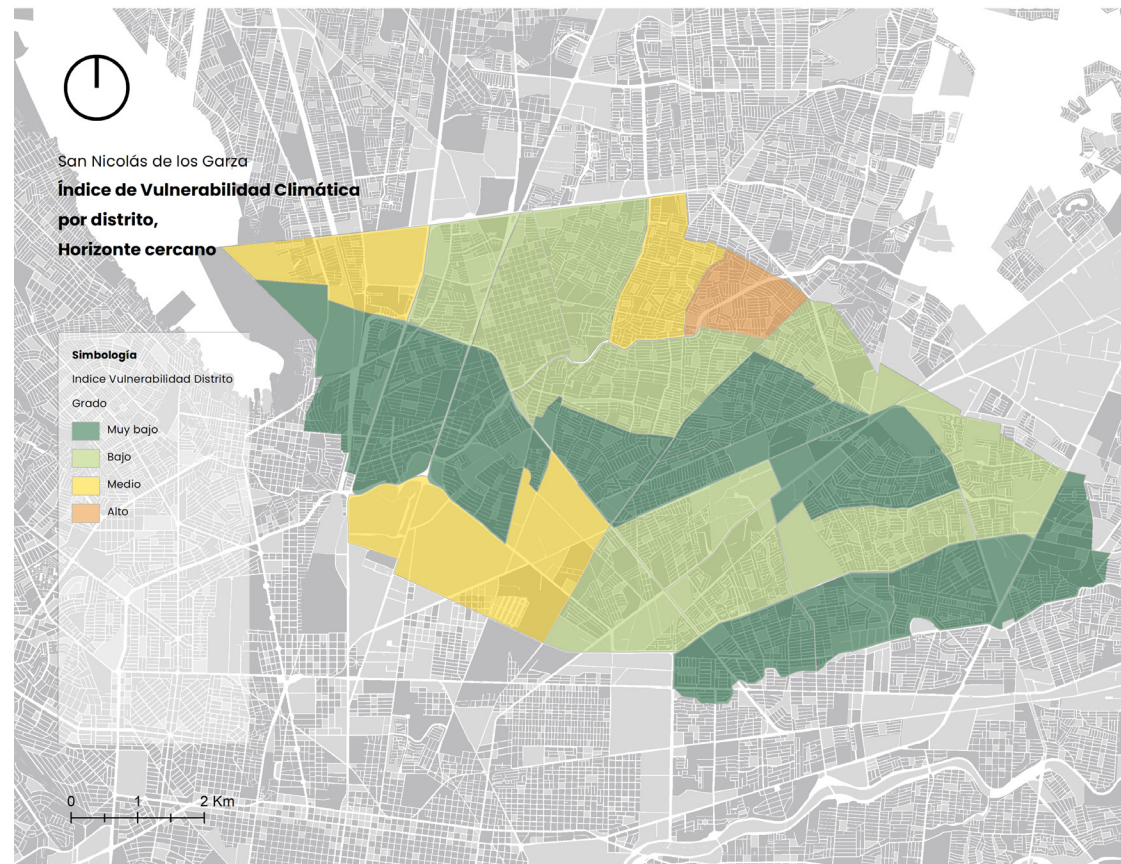 San Nicolás de los Garza
Índice de Vulnerabilidad Climática
por distrito,
Horizonte cercano
Simbología
Indice Vulnerabilidad Distrito
Grado
Muy bajo
Bajo
Medio
Alto
0 1 2 Km